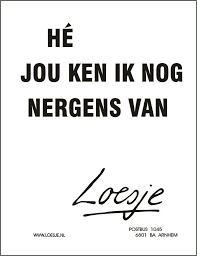 HÉ
JOU KEN IK NOG
NERGENS VAN
Loesje
WWW.LOESJE.NL
POSTBUS 1045
6801 BA ARNHEM